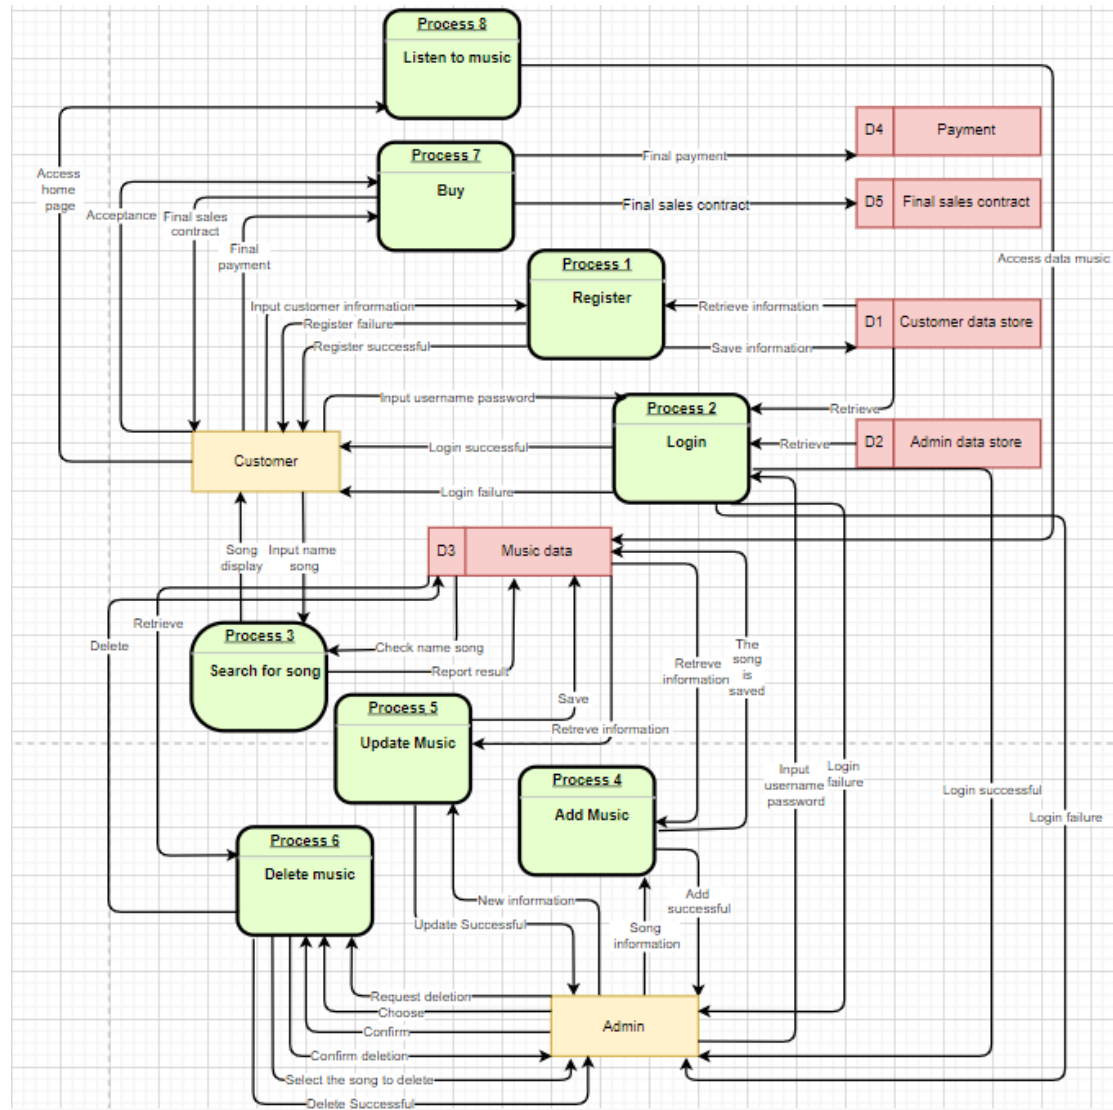 Process 8
Listen to music
D4
Payment
Process 7
Buy
Final payment
Access
home
page
D5
Final sales contract
Final sales contract
Acceptance
Final sales
contract
Final
payment
Access data music
Process 1
Register
Input customer infrormation
Retrieve information
D1
Customer data store
Register failure
Register successful
Save information
Process 2
Login
Input username password
Retrieve
D2
Admin data store
Retrieve
Login successful
Customer
Login failure
D3
Music data
Song
display
Input name
song
Process 3
Search for song
Retrieve
Delete
Check name song
Report result
The
song
is
saved
Retreve
information
Process 5
Update Music
Save
Retreve information
Process 4
Add Music
Input
username
password
Login
failure
Login successful
Login failure
Process 6
Delete music
New information
Update Successful
Add
successful
Song
information
Request deletion
Choose
Confirm
Admin
Confirm deletion
Select the song to delete
Delete Successful